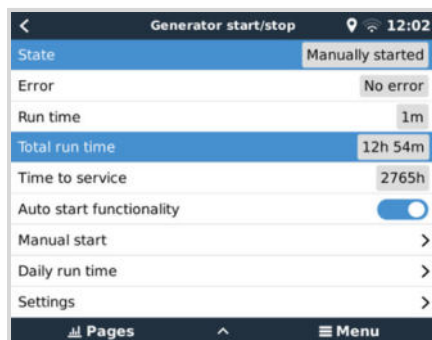 Generator start/stop 12:02
State Manually started
Error No error
Run time 1m
Total run time 12h 54m
Time to service 2765h
Auto start functionality
Manual start
Daily run time
Settings
Pages Menu